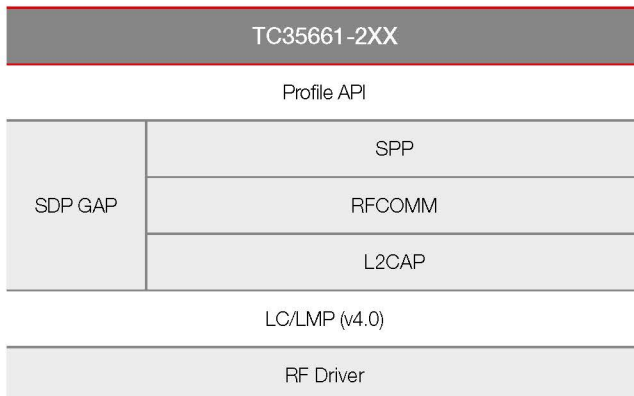 TC35661-2XX
Profile API
SPP
SDP GAP
RFCOMM
L2CAP
LC/LMP (v4.0)
RF Driver